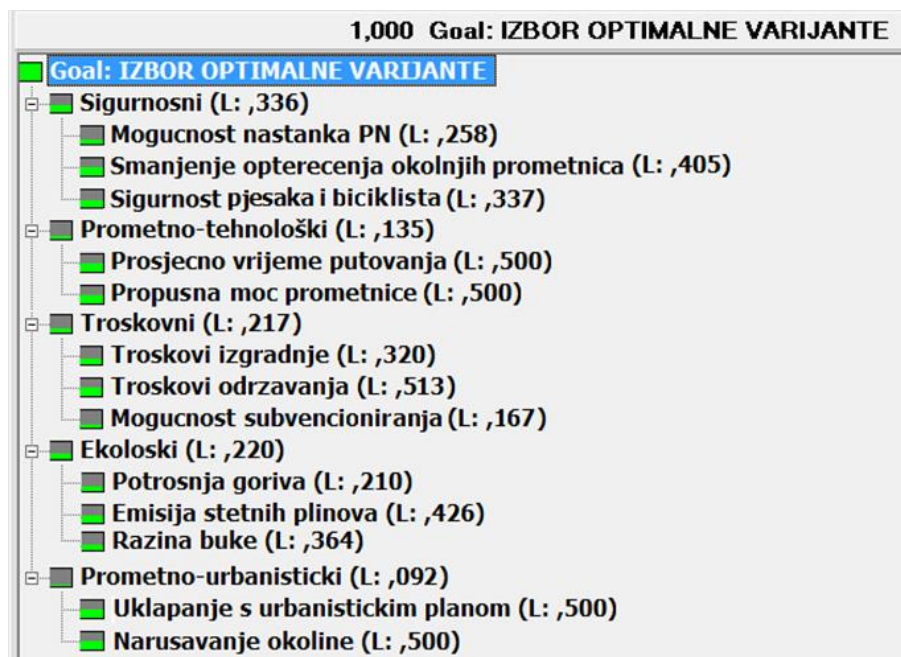 1,000 Goal: IZBOR OPTIMALNE VARIJANTE
Goal: IZBOR OPTIMALNE VARIJANTE
Sigurnosni (L: ,336)
Mogucnost nastanka PN (L: ,258)
Smanjenje opterecenja okolnjih prometnica (L: ,405)
Sigurnost pjesaka i biciklista (L: ,337)
Prometno-tehnološki (L: ,135)
Prosjecno vrijeme putovanja (L: ,500)
Propusna moc prometnice (L: ,500)
Troskovni (L: ,217)
Troskovi izgradnje (L: ,320)
Troskovi odrzavanja (L: ,513)
Mogucnost subvencioniranja (L: ,167)
Ekoloski (L: ,220)
Potrosnja goriva (L: ,210)
Emisija stetnih plinova (L: ,426)
Razina buke (L: ,364)
Prometno-urbanisticki (L: ,092)
Uklapanje s urbanistickim planom (L: ,500)
Narusavanje okoline (L: ,500)